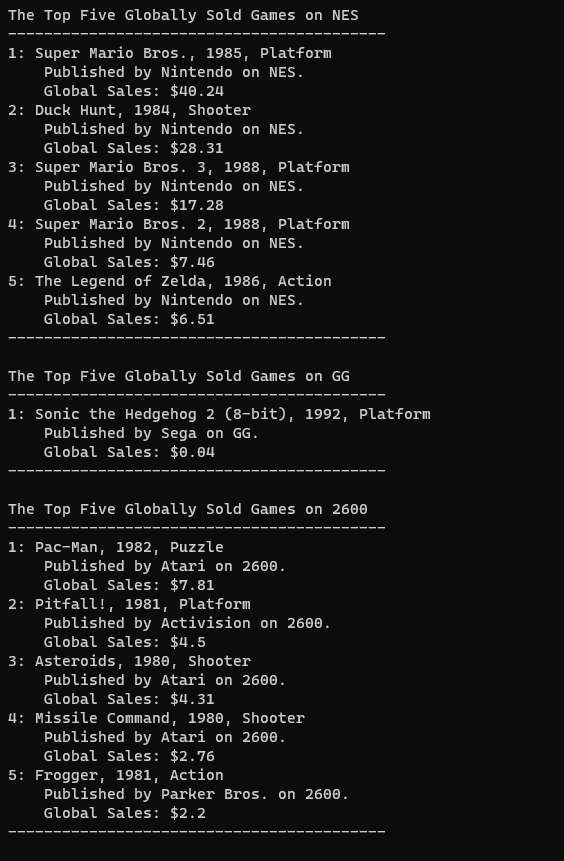 The Top Five Globally Sold Games on NES
------------------------------------------
1: Super Mario Bros., 1985, Platform
    Published by Nintendo on NES.
    Global Sales: $40.24
2: Duck Hunt, 1984, Shooter
    Published by Nintendo on NES.
    Global Sales: $28.31
3: Super Mario Bros. 3, 1988, Platform
    Published by Nintendo on NES.
    Global Sales: $17.28
4: Super Mario Bros. 2, 1988, Platform
    Published by Nintendo on NES.
    Global Sales: $7.46
5: The Legend of Zelda, 1986, Action
    Published by Nintendo on NES.
    Global Sales: $6.51
------------------------------------------

The Top Five Globally Sold Games on GG
------------------------------------------
1: Sonic the Hedgehog 2 (8-bit), 1992, Platform
    Published by Sega on GG.
    Global Sales: $0.04
------------------------------------------

The Top Five Globally Sold Games on 2600
------------------------------------------
1: Pac-Man, 1982, Puzzle
    Published by Atari on 2600.
    Global Sales: $7.81
2: Pitfall!, 1981, Platform
    Published by Activision on 2600.
    Global Sales: $4.5
3: Asteroids, 1980, Shooter
    Published by Atari on 2600.
    Global Sales: $4.31
4: Missile Command, 1980, Shooter
    Published by Atari on 2600.
    Global Sales: $2.76
5: Frogger, 1981, Action
    Published by Parker Bros. on 2600.
    Global Sales: $2.2
------------------------------------------